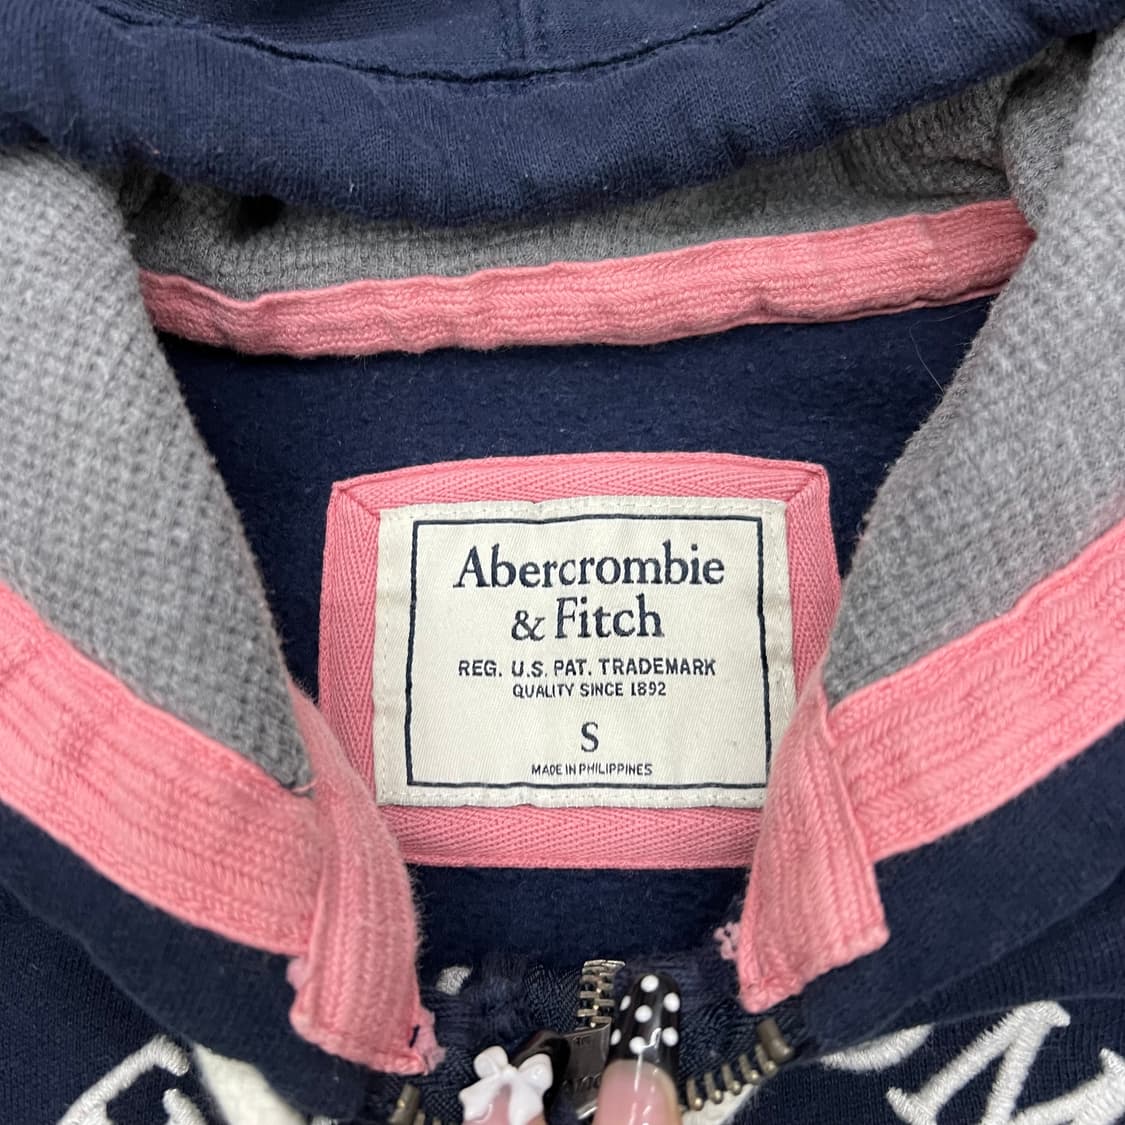 Abercrombie
& Fitch
REG. U.S. PAT. TRADEMARK
QUALITY SINCE 1892
S
MADE IN PHILIPPINES